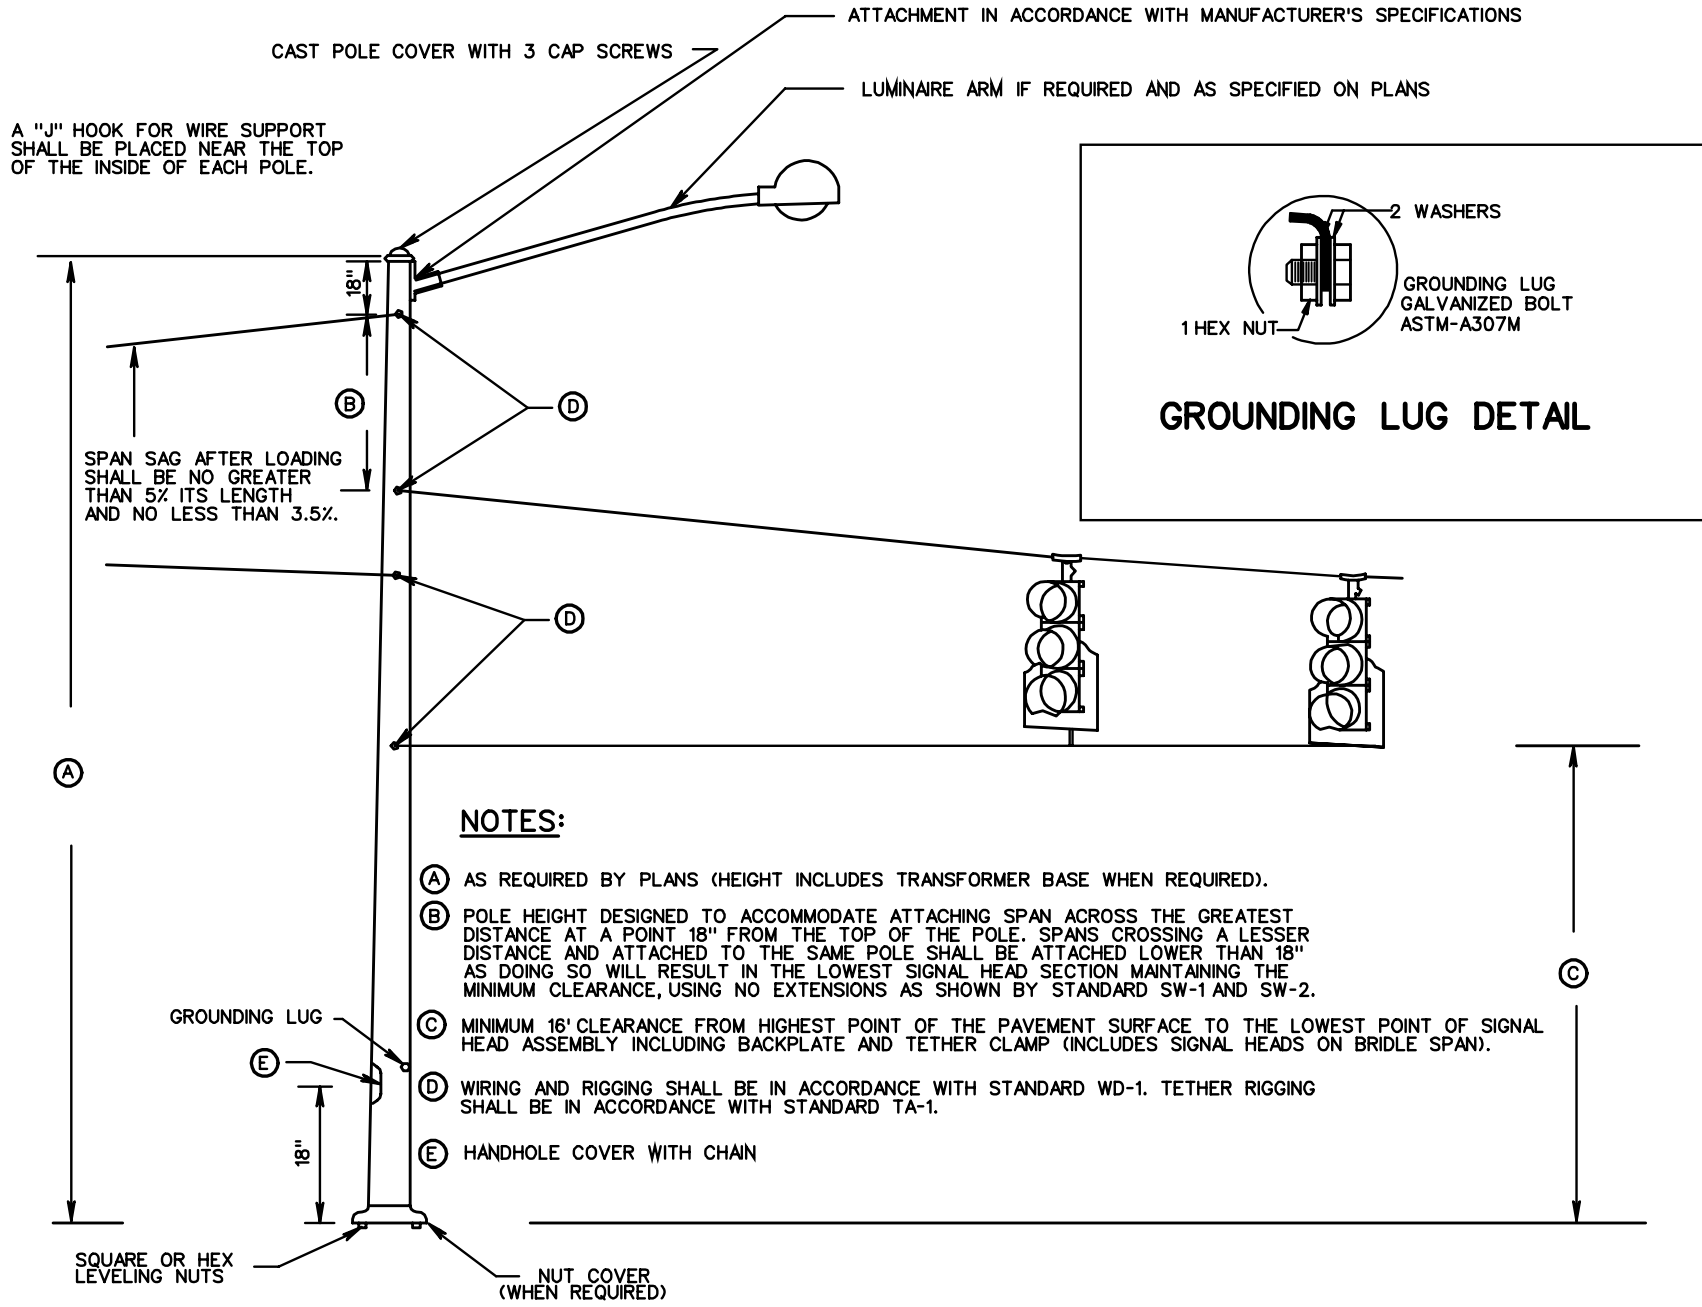 ATTACHMENT IN ACCORDANCE WITH MANUFACTURER'S SPECIFICATIONS
CAST POLE COVER WITH 3 CAP SCREWS
LUMINAIRE ARM IF REQUIRED AND AS SPECIFIED ON PLANS
A "J" HOOK FOR WIRE SUPPORT
SHALL BE PLACED NEAR THE TOP
OF THE INSIDE OF EACH POLE.
2 WASHERS
GROUNDING LUG
GALVANIZED BOLT
ASTM-A307M
1 HEX NUT
GROUNDING LUG DETAIL
18"
B
D
SPAN SAG AFTER LOADING
SHALL BE NO GREATER
THAN 5% ITS LENGTH
AND NO LESS THAN 3.5%.
D
A
NOTES:
A AS REQUIRED BY PLANS (HEIGHT INCLUDES TRANSFORMER BASE WHEN REQUIRED).
B POLE HEIGHT DESIGNED TO ACCOMMODATE ATTACHING SPAN ACROSS THE GREATEST
DISTANCE AT A POINT 18" FROM THE TOP OF THE POLE. SPANS CROSSING A LESSER
DISTANCE AND ATTACHED TO THE SAME POLE SHALL BE ATTACHED LOWER THAN 18"
AS DOING SO WILL RESULT IN THE LOWEST SIGNAL HEAD SECTION MAINTAINING THE
MINIMUM CLEARANCE, USING NO EXTENSIONS AS SHOWN BY STANDARD SW-1 AND SW-2.
C
C MINIMUM 16' CLEARANCE FROM HIGHEST POINT OF THE PAVEMENT SURFACE TO THE LOWEST POINT OF SIGNAL
HEAD ASSEMBLY INCLUDING BACKPLATE AND TETHER CLAMP (INCLUDES SIGNAL HEADS ON BRIDLE SPAN).
D WIRING AND RIGGING SHALL BE IN ACCORDANCE WITH STANDARD WD-1. TETHER RIGGING
SHALL BE IN ACCORDANCE WITH STANDARD TA-1.
E HANDHOLE COVER WITH CHAIN
GROUNDING LUG
E
18"
SQUARE OR HEX
LEVELING NUTS
NUT COVER
(WHEN REQUIRED)